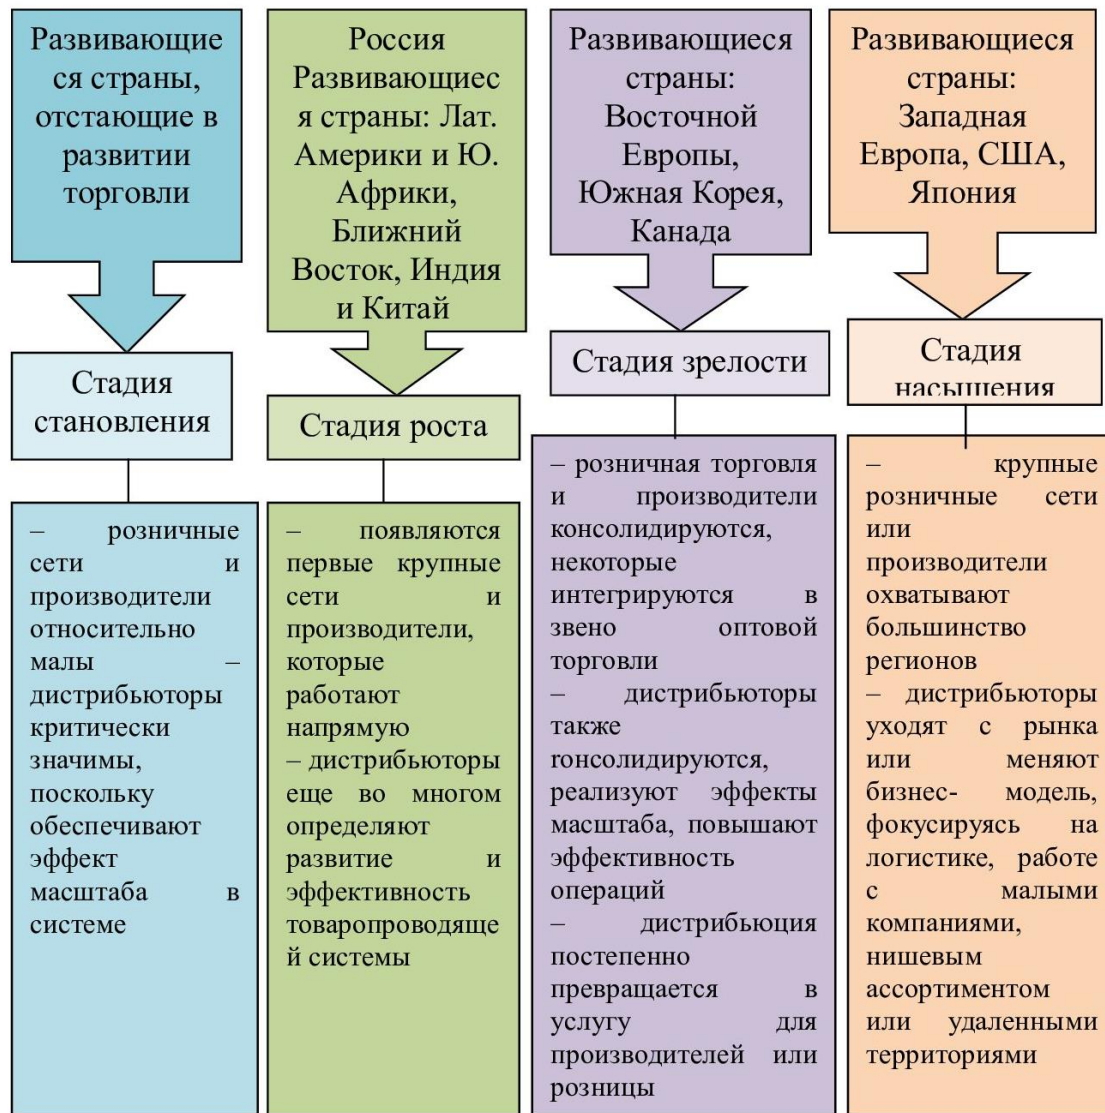 Развивающие
ся страны,
отстающие в
развитии
торговли
Стадия
становления
– розничные
сети и
производители
относительно
малы –
дистрибьюторы
критически
значимы,
поскольку
обеспечивают
эффект
масштаба в
системе
Россия
Развивающиес
я страны: Лат.
Америки и Ю.
Африки,
Ближний
Восток, Индия
и Китай
Стадия роста
– появляются
первые крупные
сети и
производители,
которые
работают
напрямую
– дистрибьюторы
еще во многом
определяют
развитие и
эффективность
товаропроводяще
й системы
Развивающиеся
страны:
Восточной
Европы,
Южная Корея,
Канада
Стадия зрелости
– розничная торговля
и производители
консолидируются,
некоторые
интегрируются в
звено оптовой
торговли
– дистрибьюторы
также
гонсолидируются,
реализуют эффекты
масштаба, повышают
эффективность
операций
– дистрибьюция
постепенно
превращается в
услугу для
производителей или
розницы
Развивающиеся
страны:
Западная
Европа, США,
Япония
Стадия
насыщения
– крупные
розничные сети
или
производители
охватывают
большинство
регионов
– дистрибьюторы
уходят с рынка
или меняют
бизнес- модель,
фокусируясь на
логистике, работе
с малыми
компаниями,
нишевым
ассортиментом
или удаленными
территориями